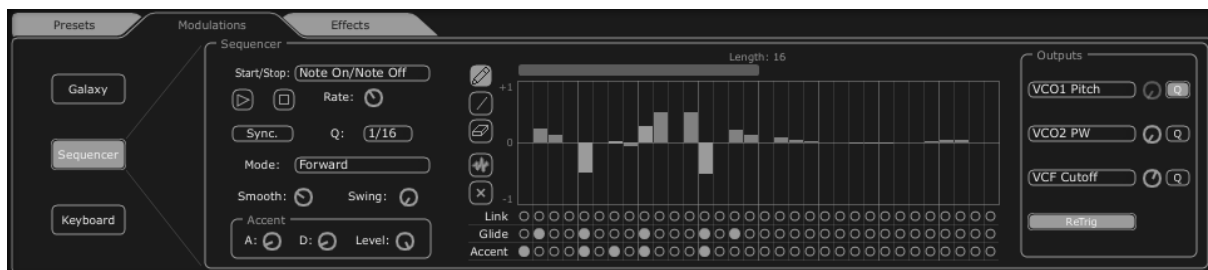 Presets
Modulations
Effects
Galaxy
Sequencer
Keyboard
Sequencer
Start/Stop: Note On/Note Off
Rate:
Sync. Q: 1/16
Mode: Forward
Smooth: Swing:
Accent
A: D: Level:
Length: 16
+1
0
-1
Link
Glide
Accent
Outputs
VCO1 Pitch Q
VCO2 PW Q
VCF Cutoff Q
ReTrig